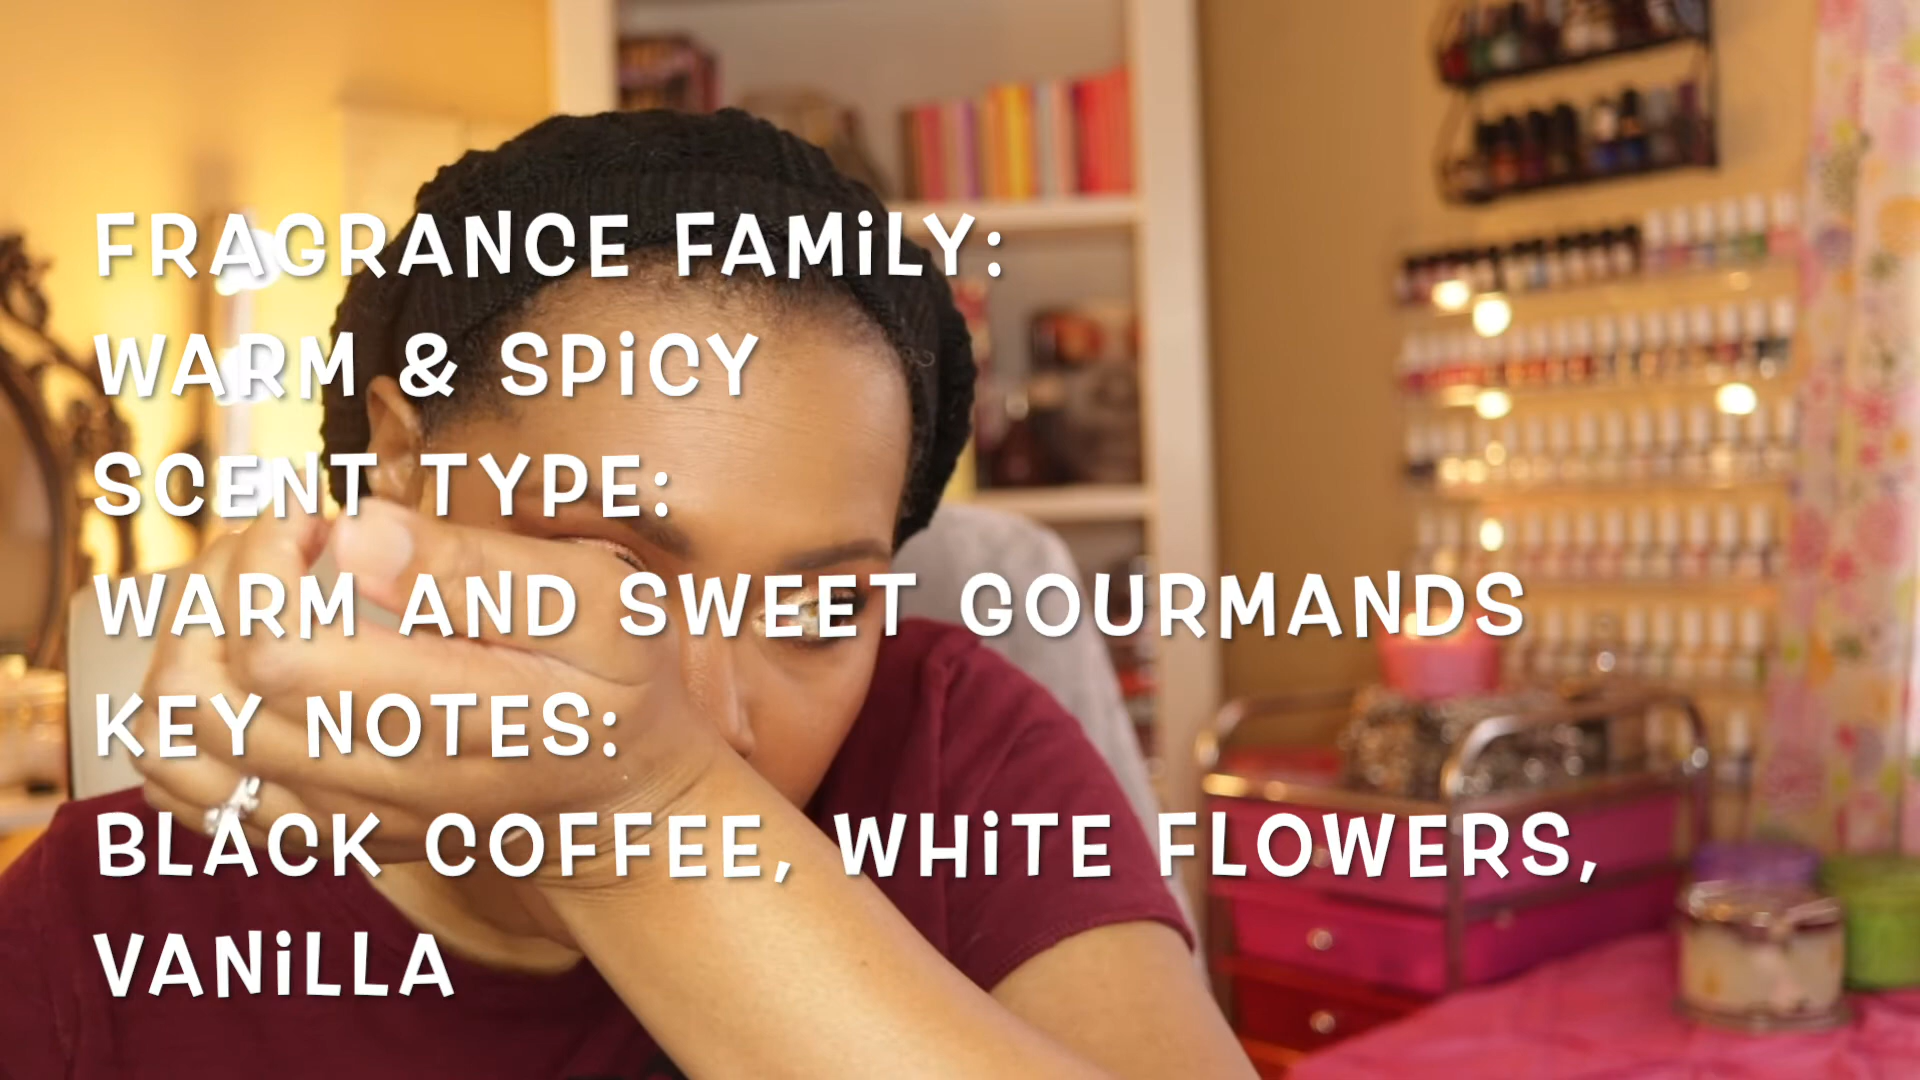 FRAGRANCE FAMiLY:
WARM & SPiCY
SCENT TYPE:
WARM AND SWEET GOURMANDS
KEY NOTES:
BLACK COFFEE, WHiTE FLOWERS,
VANiLLA